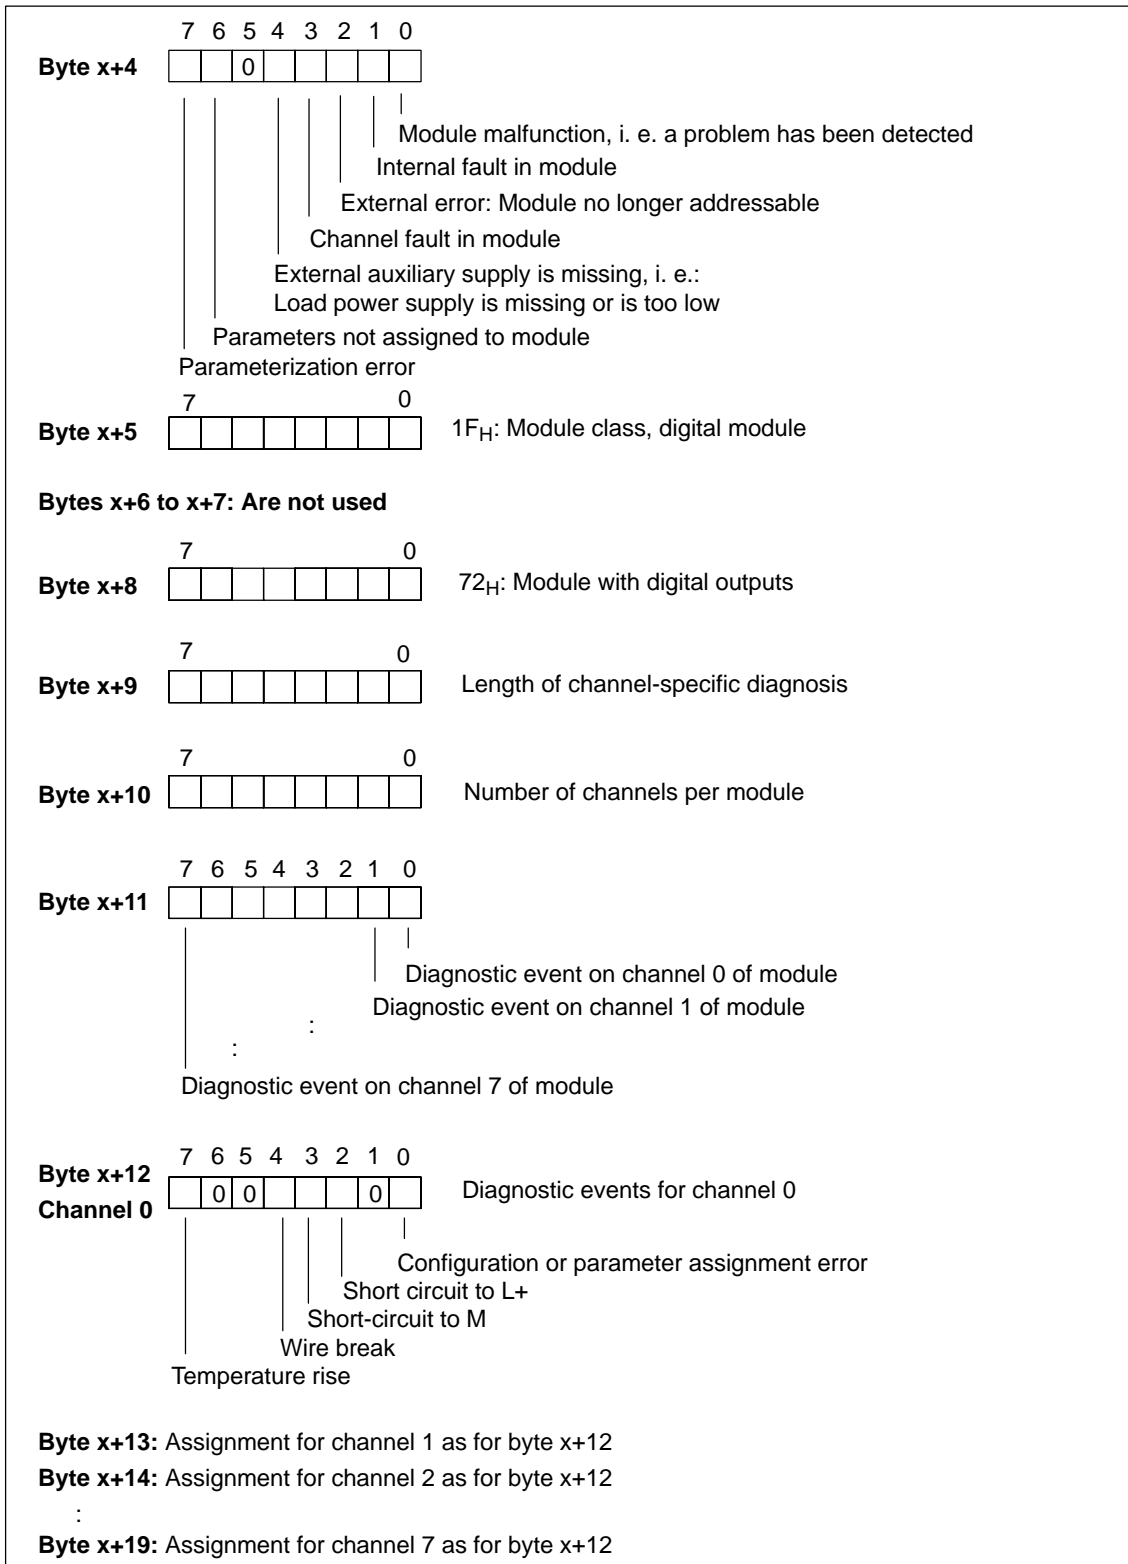 7 6 5 4 3 2 1 0
Byte x+4 0
Module malfunction, i. e. a problem has been detected
Internal fault in module
External error: Module no longer addressable
Channel fault in module
External auxiliary supply is missing, i. e.:
Load power supply is missing or is too low
Parameters not assigned to module
Parameterization error
7 0
Byte x+5 1FH: Module class, digital module
Bytes x+6 to x+7: Are not used
7 0
Byte x+8 72H: Module with digital outputs
7 0
Byte x+9 Length of channel-specific diagnosis
7 0
Byte x+10 Number of channels per module
7 6 5 4 3 2 1 0
Byte x+11
Diagnostic event on channel 0 of module
Diagnostic event on channel 1 of module
:
:
Diagnostic event on channel 7 of module
7 6 5 4 3 2 1 0
Byte x+12
Channel 0 0 0 0 Diagnostic events for channel 0
Configuration or parameter assignment error
Short circuit to L+
Short-circuit to M
Wire break
Temperature rise
Byte x+13: Assignment for channel 1 as for byte x+12
Byte x+14: Assignment for channel 2 as for byte x+12
:
Byte x+19: Assignment for channel 7 as for byte x+12